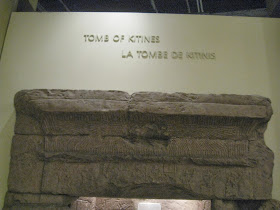 TOMB OF KITINES
LA TOMBE DE KITINES